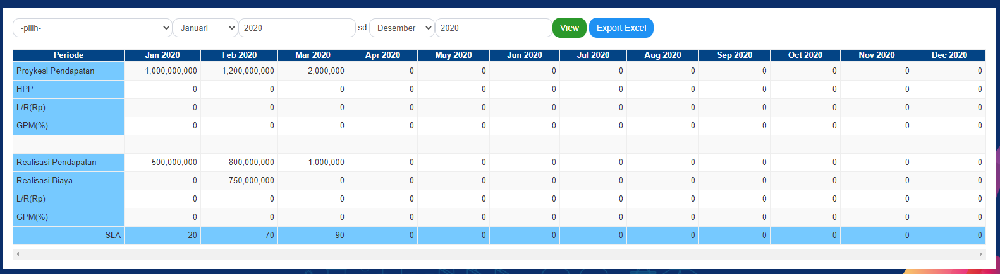 -pilih- Januari 2020 sd Desember 2020 View Export Excel
Periode Jan 2020 Feb 2020 Mar 2020 Apr 2020 May 2020 Jun 2020 Jul 2020 Aug 2020 Sep 2020 Oct 2020 Nov 2020 Dec 2020
Proykesi Pendapatan 1,000,000,000 1,200,000,000 2,000,000 0 0 0 0 0 0 0 0 0
HPP 0 0 0 0 0 0 0 0 0 0 0 0
L/R(Rp) 0 0 0 0 0 0 0 0 0 0 0 0
GPM(%) 0 0 0 0 0 0 0 0 0 0 0 0
Realisasi Pendapatan 500,000,000 800,000,000 1,000,000 0 0 0 0 0 0 0 0 0
Realisasi Biaya 0 750,000,000 0 0 0 0 0 0 0 0 0 0
L/R(Rp) 0 0 0 0 0 0 0 0 0 0 0 0
GPM(%) 0 0 0 0 0 0 0 0 0 0 0 0
SLA 20 70 90 0 0 0 0 0 0 0 0 0